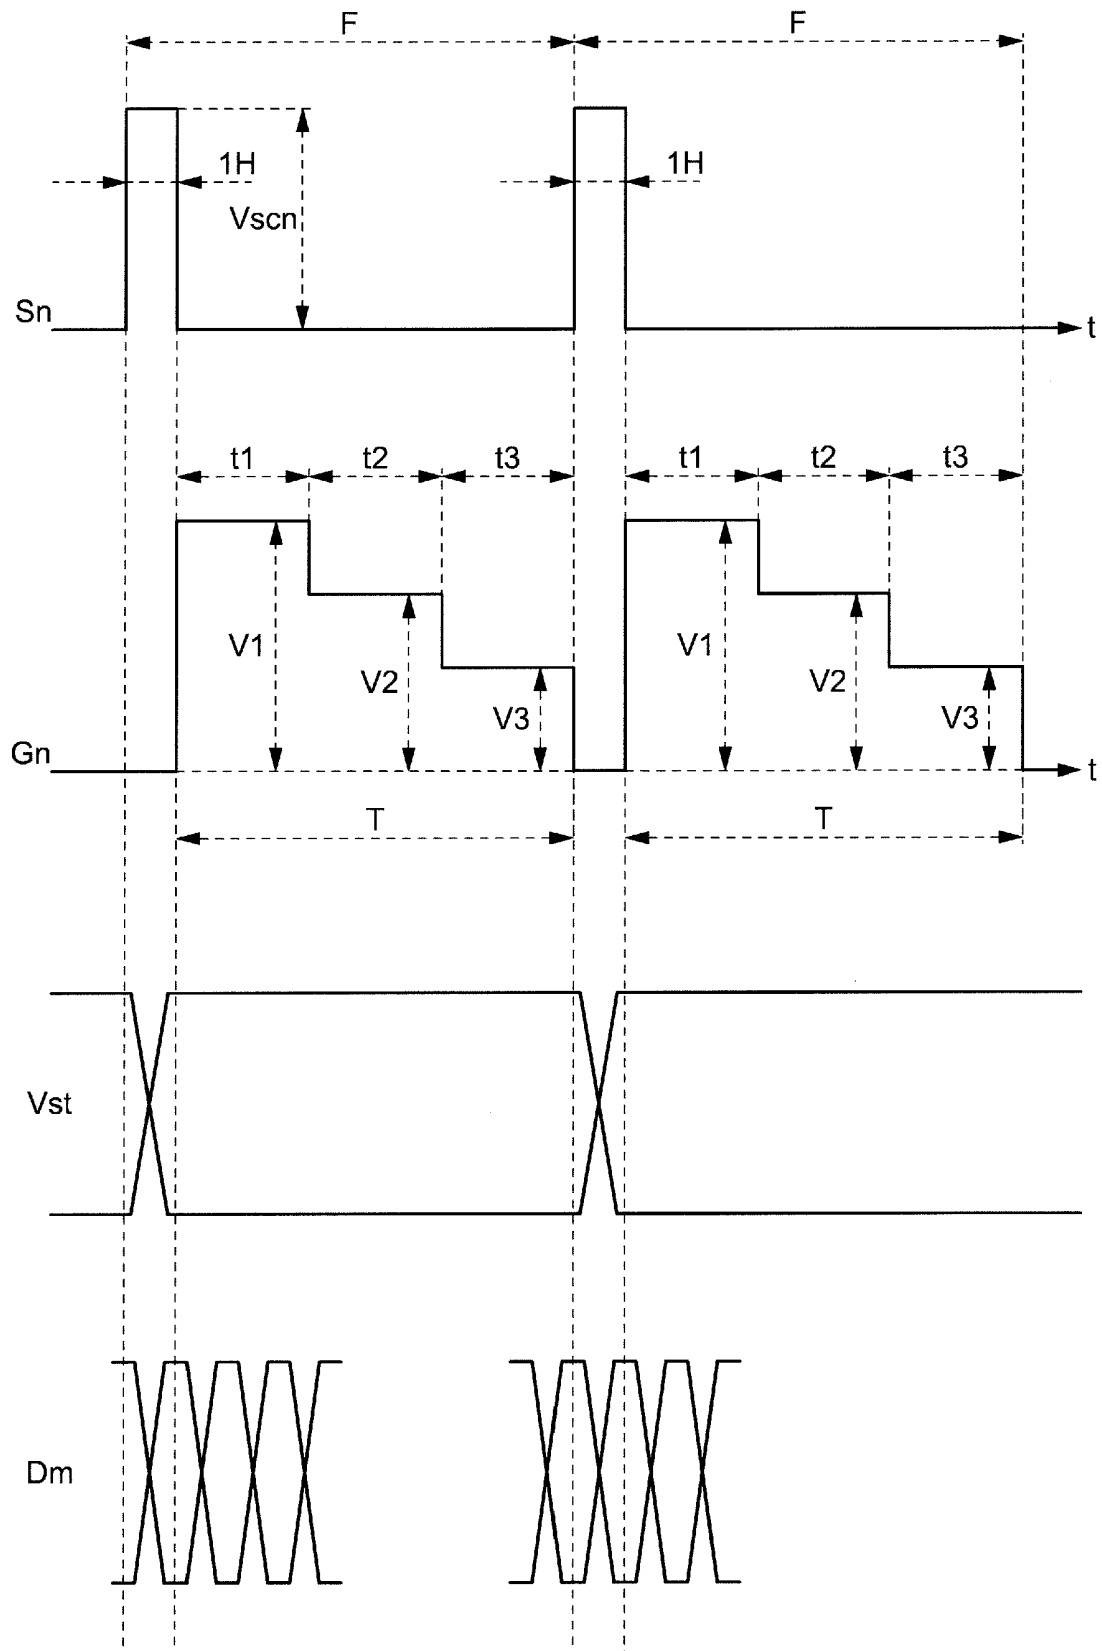 F F
1H 1H
Vscn
Sn t
t1 t2 t3 t1 t2 t3
V1 V1
V2 V2
V3 V3
Gn t
T T
Vst
Dm